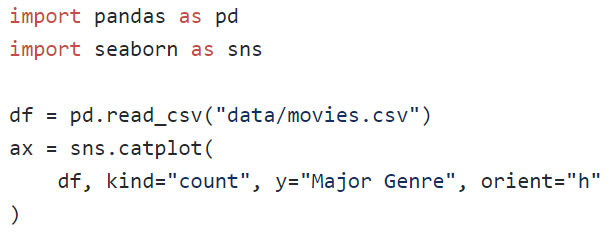 import pandas as pd
import seaborn as sns

df = pd.read_csv("data/movies.csv")
ax = sns.catplot(
    df, kind="count", y="Major Genre", orient="h"
)